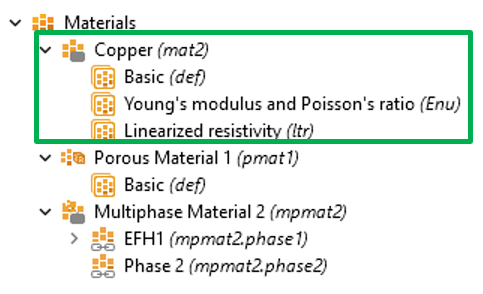 Materials
Copper (mat2)
Basic (def)
Young's modulus and Poisson's ratio (Enu)
Linearized resistivity (ltr)
Porous Material 1 (pmat1)
Basic (def)
Multiphase Material 2 (mpmat2)
EFH1 (mpmat2.phase1)
Phase 2 (mpmat2.phase2)